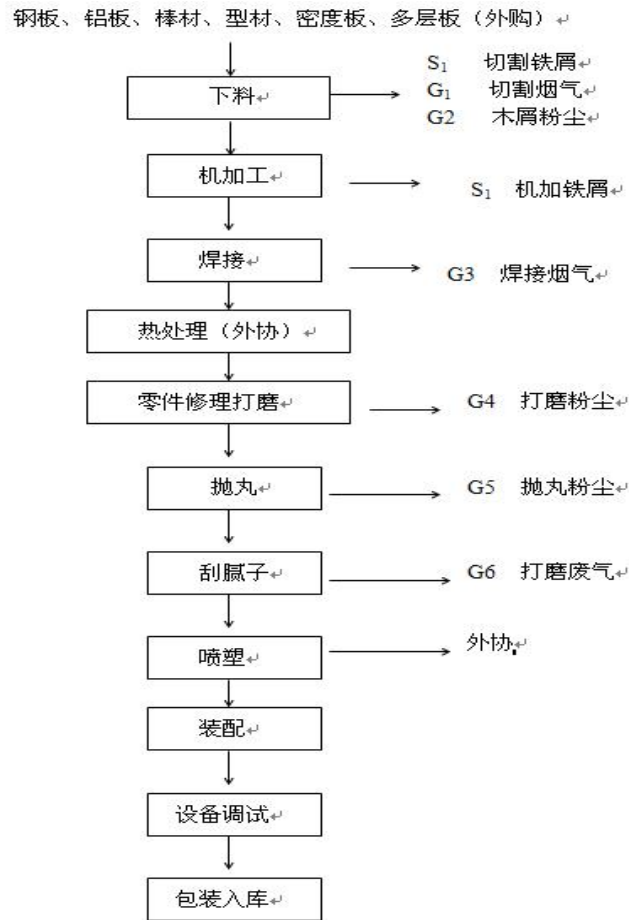 钢板、铝板、棒材、型材、密度板、多层板（外购）
S1 切割铁屑
下料
G1 切割烟气
G2 木屑粉尘
机加工
S1 机加铁屑
焊接
G3 焊接烟气
热处理（外协）
零件修理打磨
G4 打磨粉尘
抛丸
G5 抛丸粉尘
刮腻子
G6 打磨废气
喷塑
外协
装配
设备调试
包装入库